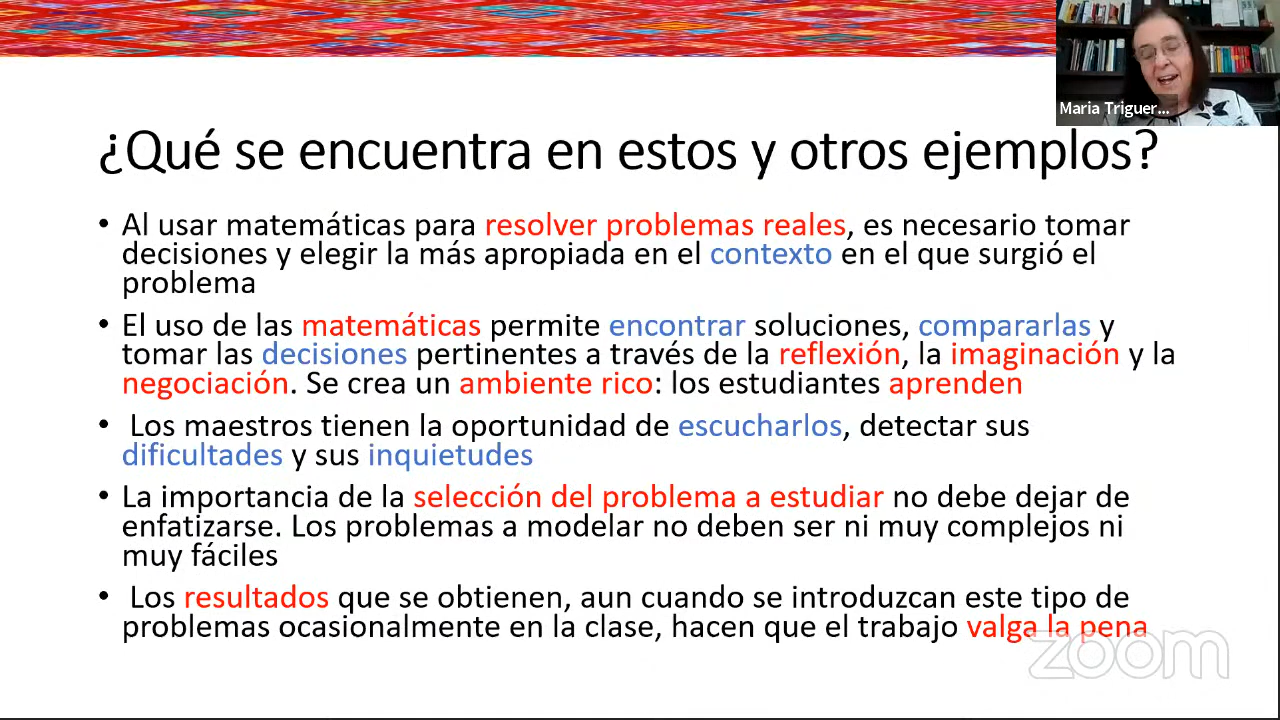 Maria Triguer...
¿Qué se encuentra en estos y otros ejemplos?
• Al usar matemáticas para resolver problemas reales, es necesario tomar
decisiones y elegir la más apropiada en el contexto en el que surgió el
problema
• El uso de las matemáticas permite encontrar soluciones, compararlas y
tomar las decisiones pertinentes a través de la reflexión, la imaginación y la
negociación. Se crea un ambiente rico: los estudiantes aprenden
• Los maestros tienen la oportunidad de escucharlos, detectar sus
dificultades y sus inquietudes
• La importancia de la selección del problema a estudiar no debe dejar de
enfatizarse. Los problemas a modelar no deben ser ni muy complejos ni
muy fáciles
• Los resultados que se obtienen, aun cuando se introduzcan este tipo de
problemas ocasionalmente en la clase, hacen que el trabajo valga la pena
zoom